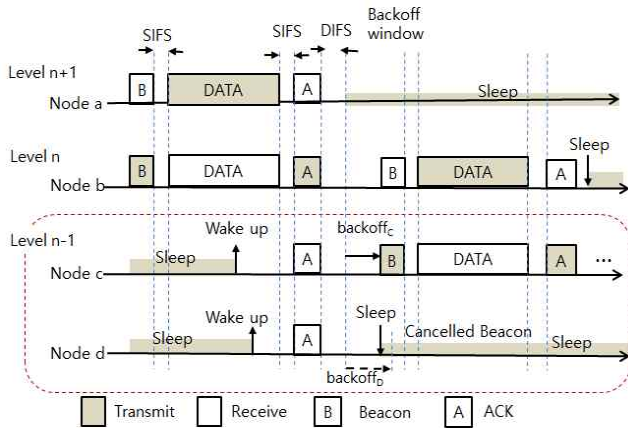 Backoff
window
SIFS
SIFS
DIFS
Level n+1
B
DATA
A
Sleep
Node a
Level n
Sleep
B
DATA
A
B
DATA
A
Node b
Level n-1
Wake up
backoffC
Sleep
A
B
DATA
A
...
Node c
Sleep
Wake up
Cancelled Beacon
Sleep
A
Sleep
Node d
backoffD
Transmit
Receive
B
Beacon
A
ACK